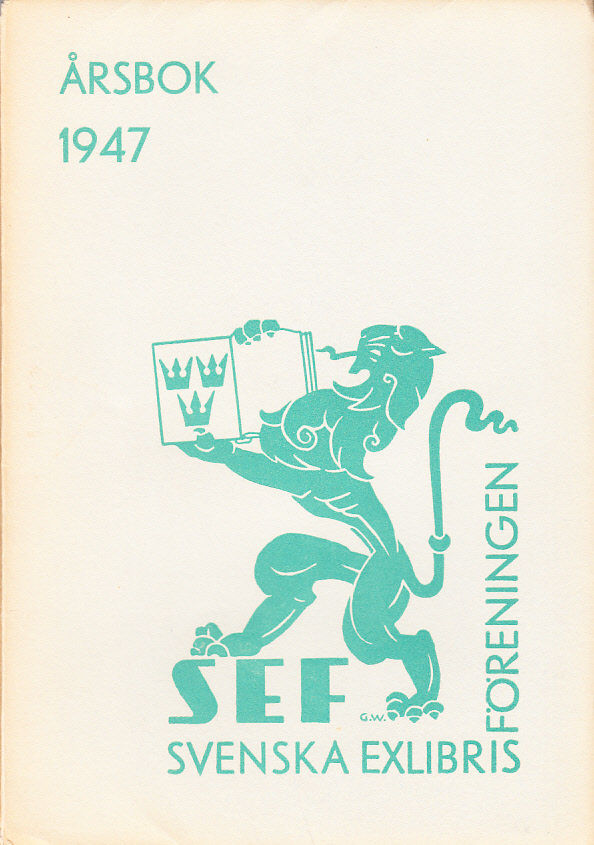 ÅRSBOK
1947
SEF
G.W.
SVENSKA EXLIBRIS
FÖRENINGEN